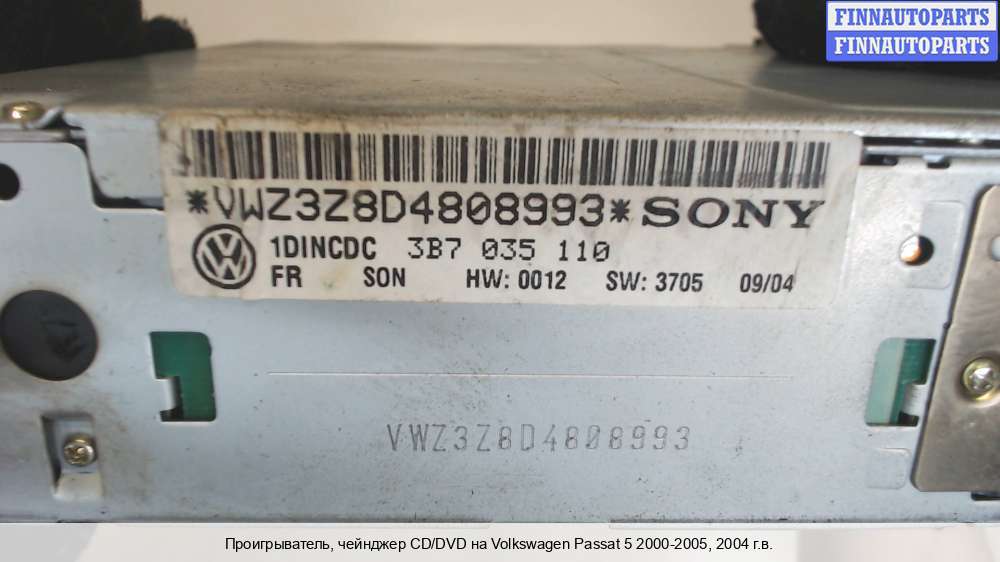 FINNAUTOPARTS
FINNAUTOPARTS
*VWZ3Z8D4808993* SONY
1DINCDC 3B7 035 110
FR SON HW: 0012 SW: 3705 09/04
VWZ3Z8D4808993
Проигрыватель, чейнджер CD/DVD на Volkswagen Passat 5 2000-2005, 2004 г.в.